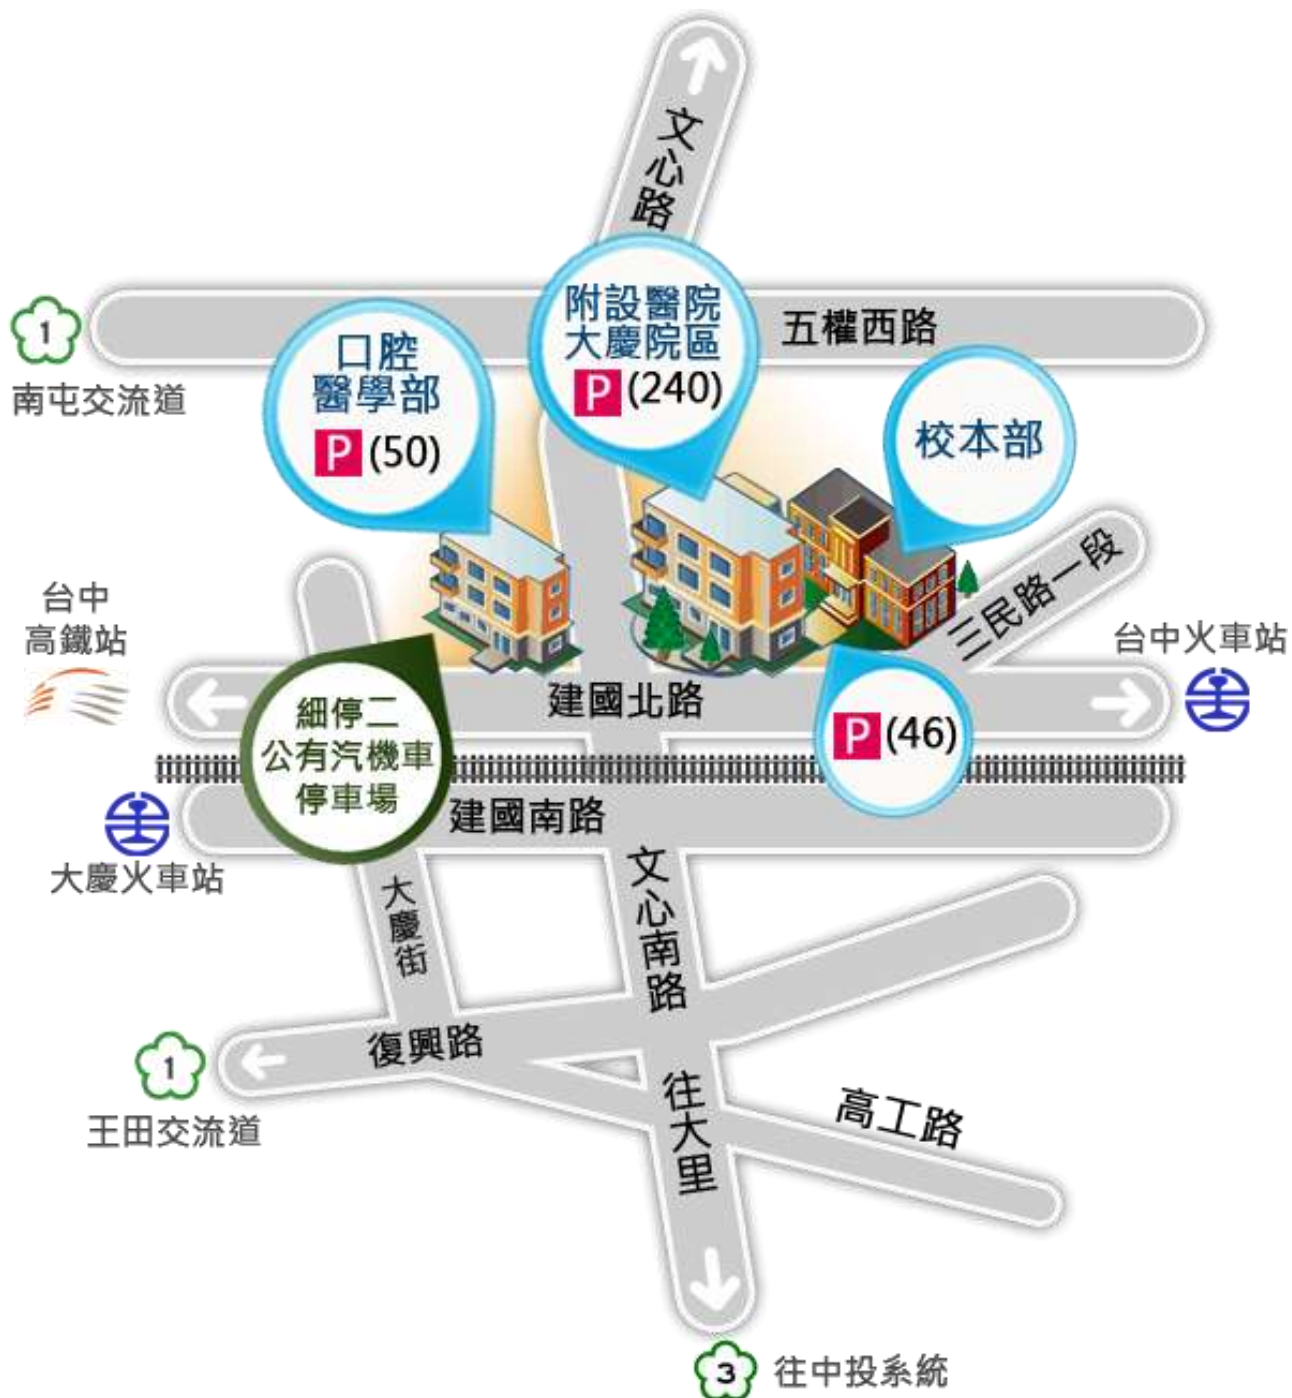 文心路
附設醫院
大慶院區
P (240)
五權西路
1
南屯交流道
口腔
醫學部
P (50)
校本部
三民路一段
台中
高鐵站
台中火車站
建國北路
細停二
公有汽機車
停車場
P (46)
建國南路
大慶火車站
大慶街
文心南路
復興路
1
王田交流道
往大里
高工路
3 往中投系統